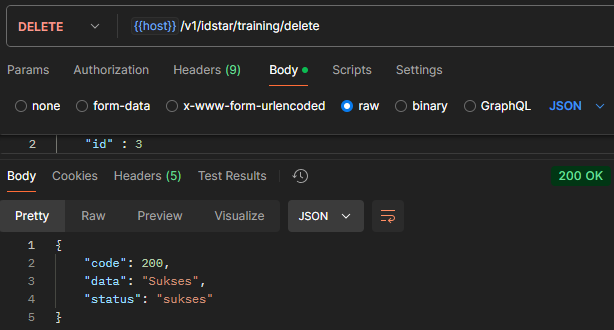 DELETE {{host}} /v1/idstar/training/delete
Params Authorization Headers (9) Body Scripts Settings
none form-data x-www-form-urlencoded raw binary GraphQL JSON
2 "id" : 3
Body Cookies Headers (5) Test Results 200 OK
Pretty Raw Preview Visualize JSON
1 {
2 "code": 200,
3 "data": "Sukses",
4 "status": "sukses"
5 }